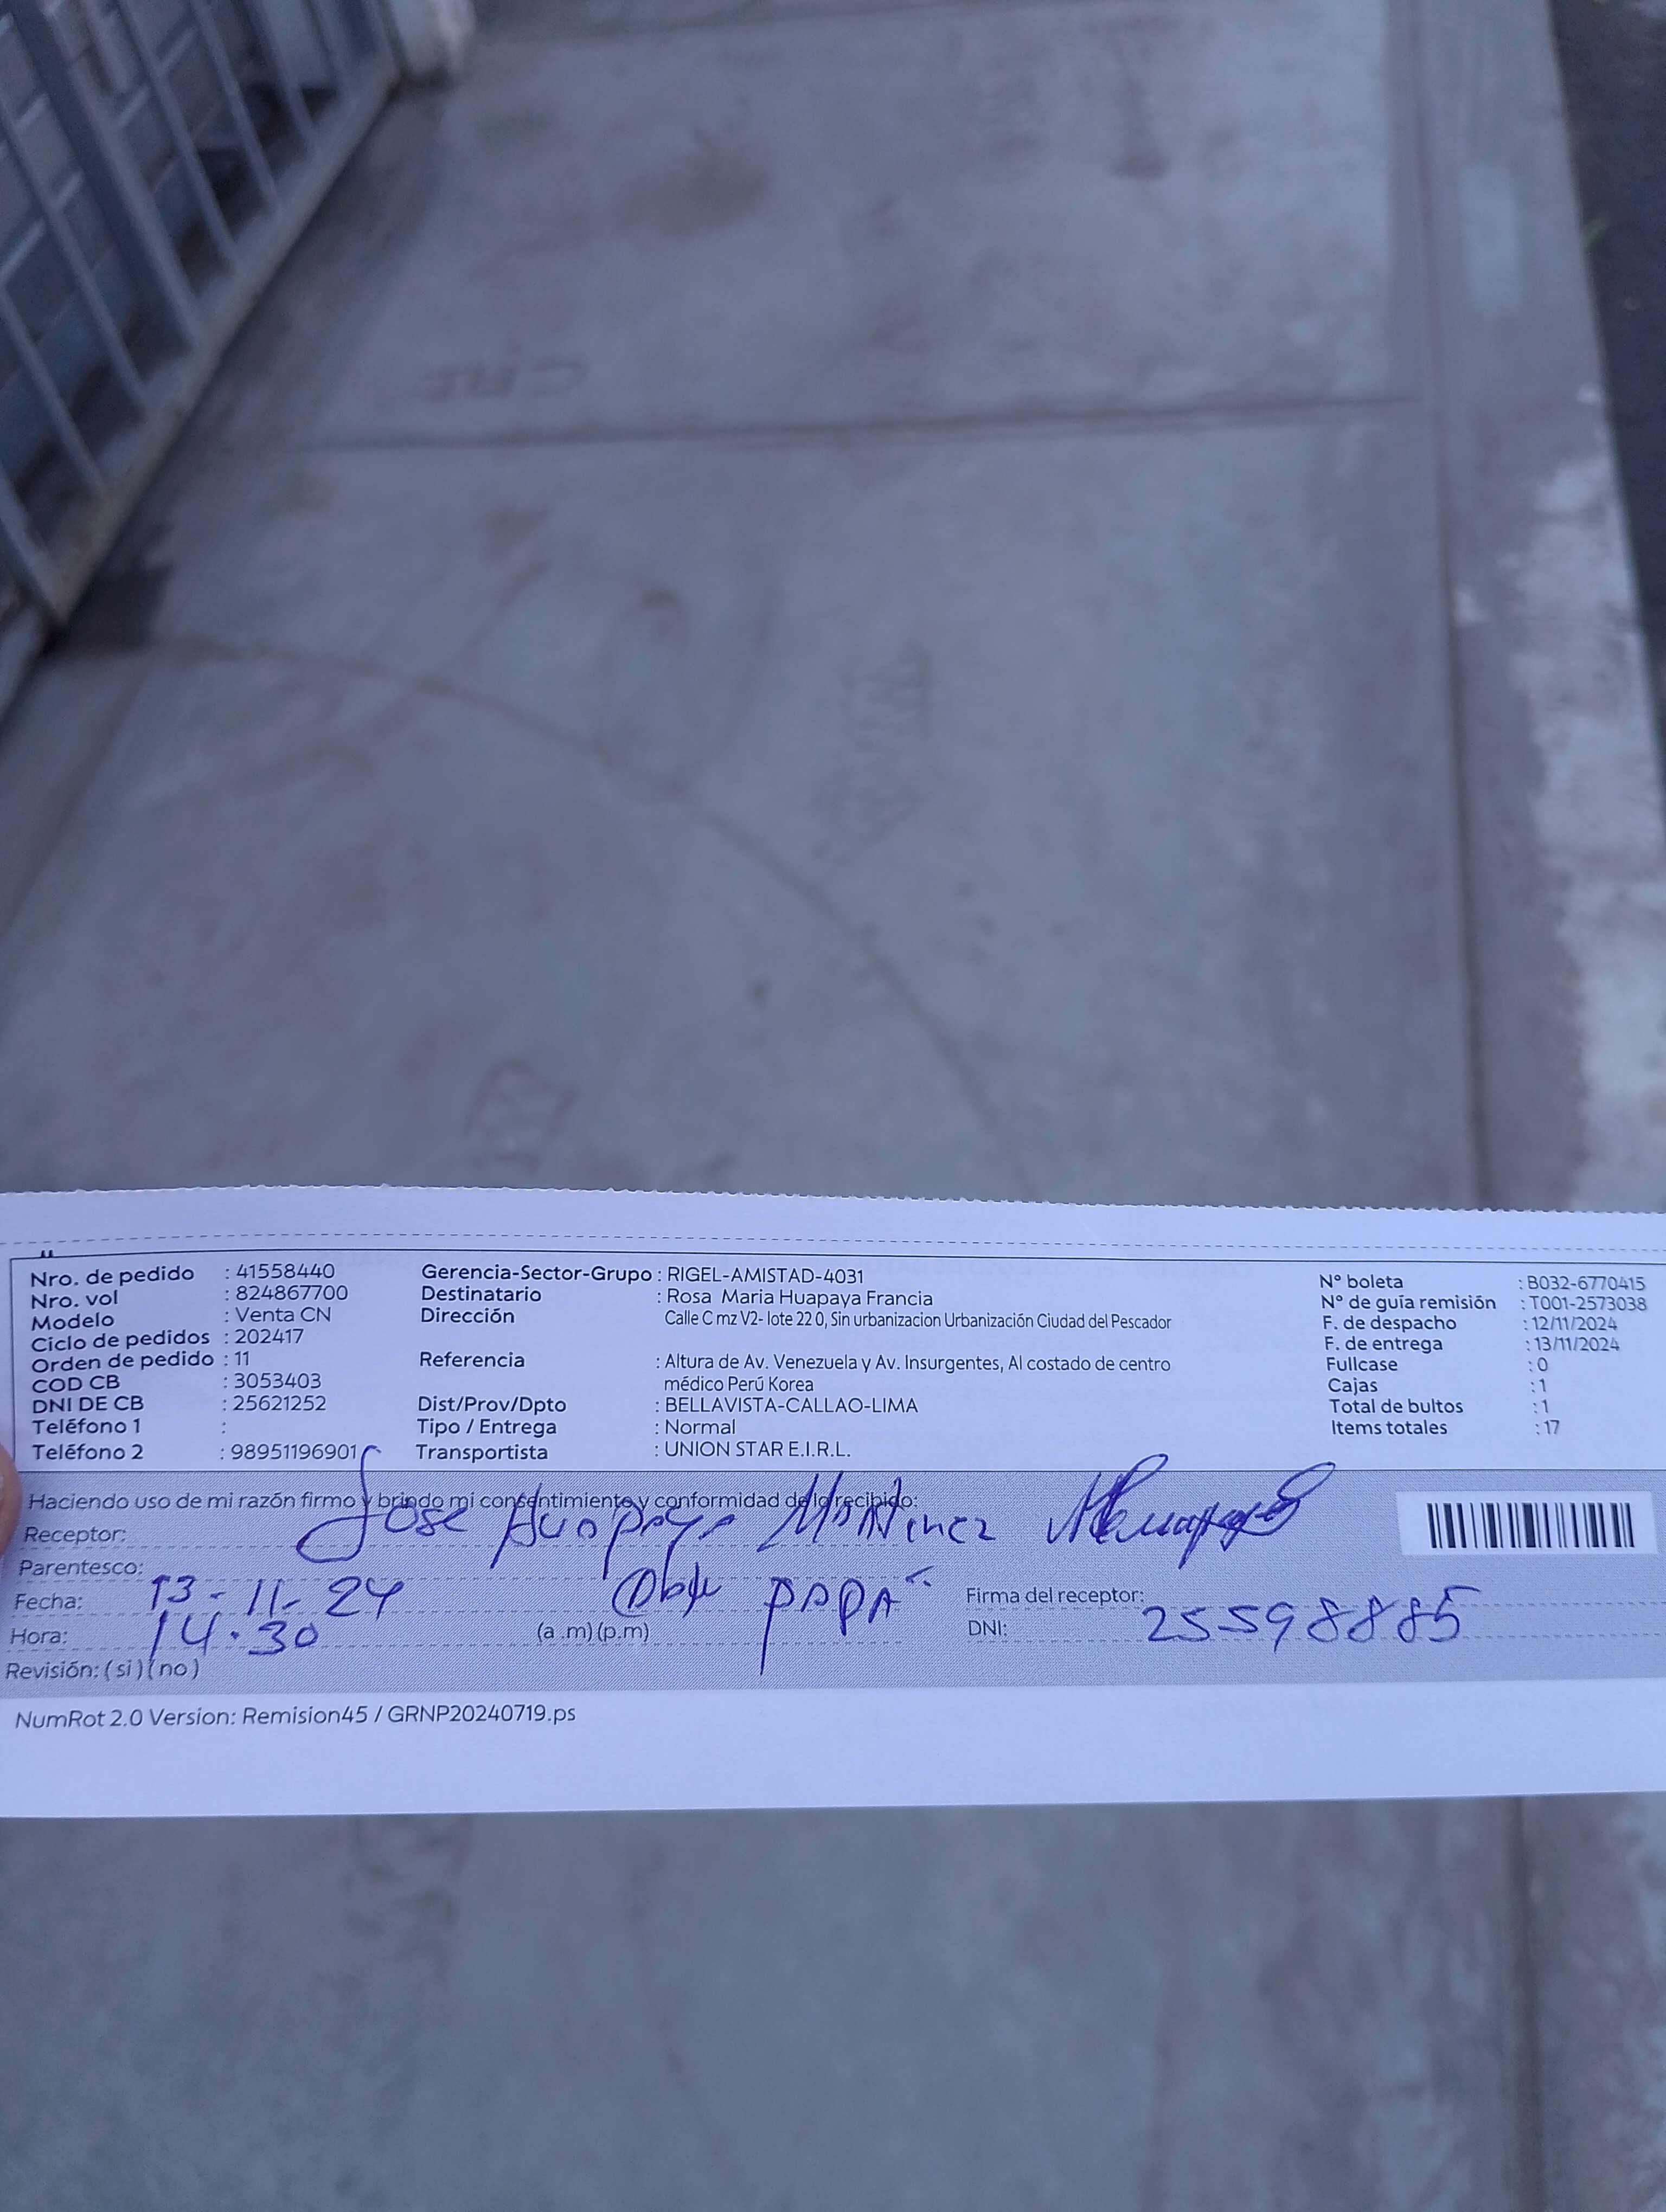 Nro. de pedido : 41558440
Nro. vol : 824867700
Modelo : Venta CN
Ciclo de pedidos : 202417
Orden de pedido : 11
COD CB : 3053403
DNI DE CB : 25621252
Teléfono 1 :
Teléfono 2 : 98951196901
Gerencia-Sector-Grupo : RIGEL-AMISTAD-4031
Destinatario : Rosa Maria Huapaya Francia
Dirección Calle C mz V2- lote 22 0, Sin urbanizacion Urbanización Ciudad del Pescador
Referencia : Altura de Av. Venezuela y Av. Insurgentes, Al costado de centro
médico Perú Korea
Dist/Prov/Dpto : BELLAVISTA-CALLAO-LIMA
Tipo / Entrega : Normal
Transportista : UNION STAR E.I.R.L.
N° boleta : B032-6770415
N° de guía remisión : T001-2573038
F. de despacho : 12/11/2024
F. de entrega : 13/11/2024
Fullcase : 0
Cajas : 1
Total de bultos : 1
Items totales : 17
Haciendo uso de mi razón firmo y brindo mi consentimiento y conformidad de lo recibido:
Receptor: Jose Huapaya Martinez
Parentesco: PAPA
Fecha: 13-11-24
Hora: 14.30 (a .m) (p.m)
Firma del receptor:
DNI: 25598885
Revisión: ( si ) ( no )
NumRot 2.0 Version: Remision45 / GRNP20240719.ps